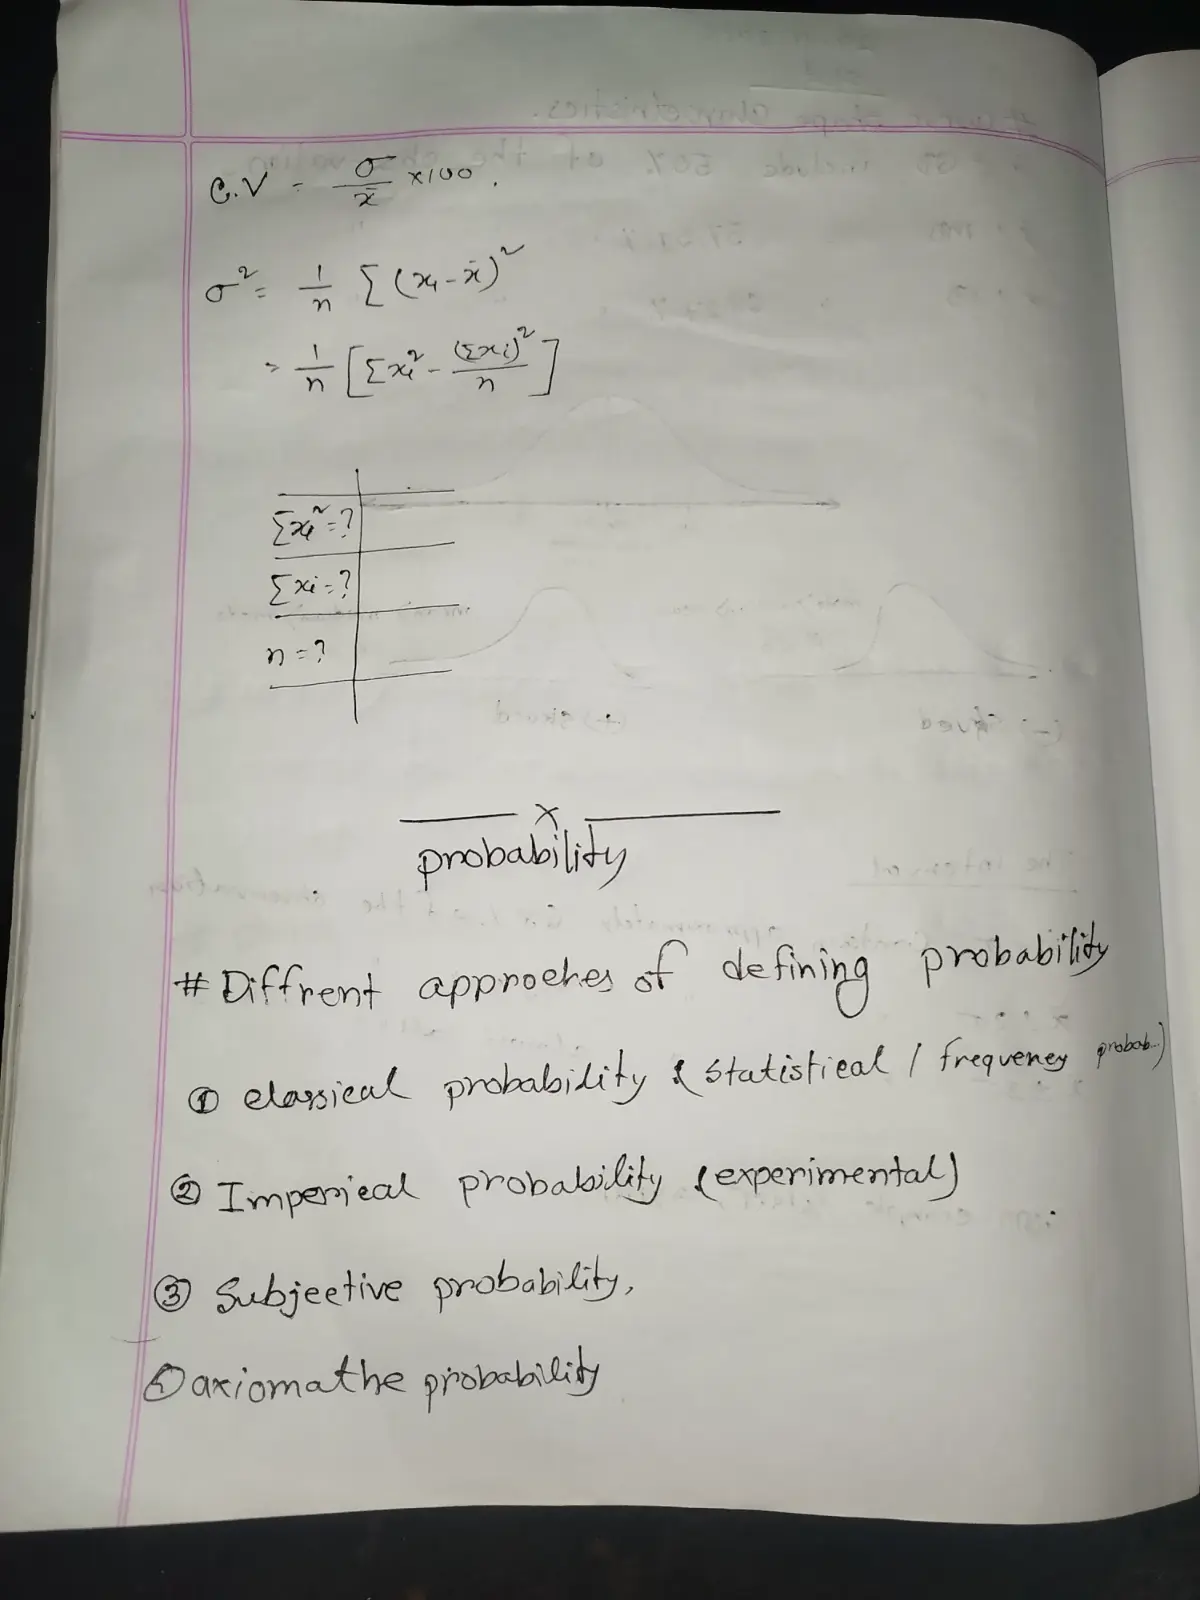 C.V = σ/x̄ ×100.
σ² = 1/n Σ(xi - x̄)²
= 1/n [Σxi² - (Σxi)²/n]
Σxi² = ?
Σxi = ?
n = ?
x
probability
# Diffrent approches of defining probability
① classical probability (statistical / frequency probab..)
② Imperical probability (experimental)
③ Subjective probability,
axiomathe probability